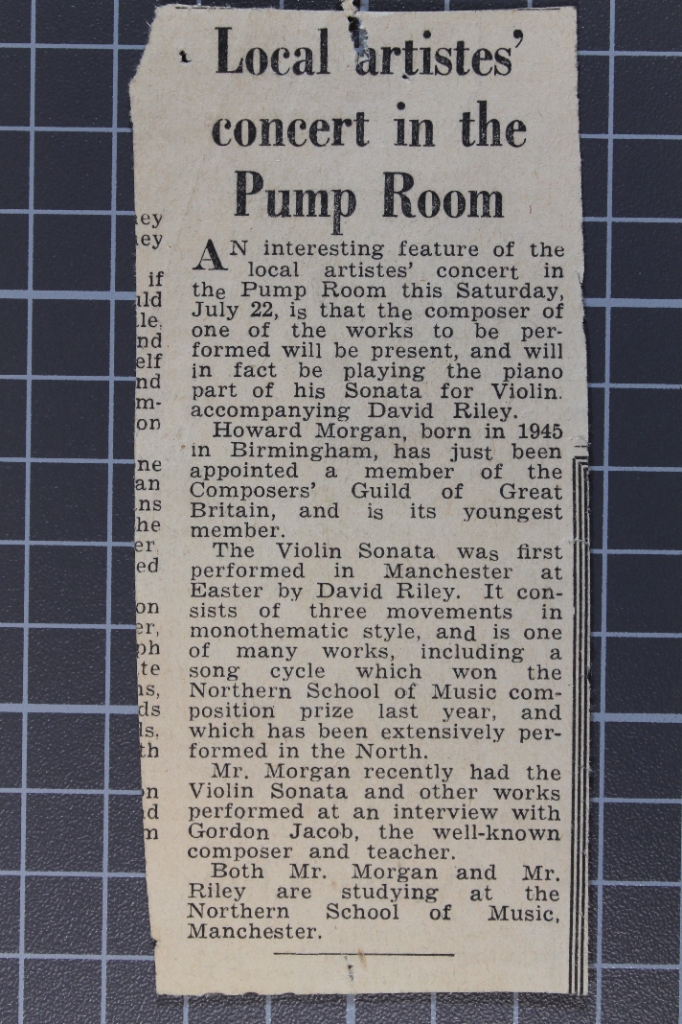 Local artistes'
concert in the
Pump Room
AN interesting feature of the
local artistes' concert in
the Pump Room this Saturday,
July 22, is that the composer of
one of the works to be per-
formed will be present, and will
in fact be playing the piano
part of his Sonata for Violin.
accompanying David Riley.
Howard Morgan, born in 1945
in Birmingham, has just been
appointed a member of the
Composers' Guild of Great
Britain, and is its youngest
member.
The Violin Sonata was first
performed in Manchester at
Easter by David Riley. It con-
sists of three movements in
monothematic style, and is one
of many works, including a
song cycle which won the
Northern School of Music com-
position prize last year, and
which has been extensively per-
formed in the North.
Mr. Morgan recently had the
Violin Sonata and other works
performed at an interview with
Gordon Jacob, the well-known
composer and teacher.
Both Mr. Morgan and Mr.
Riley are studying at the
Northern School of Music,
Manchester.